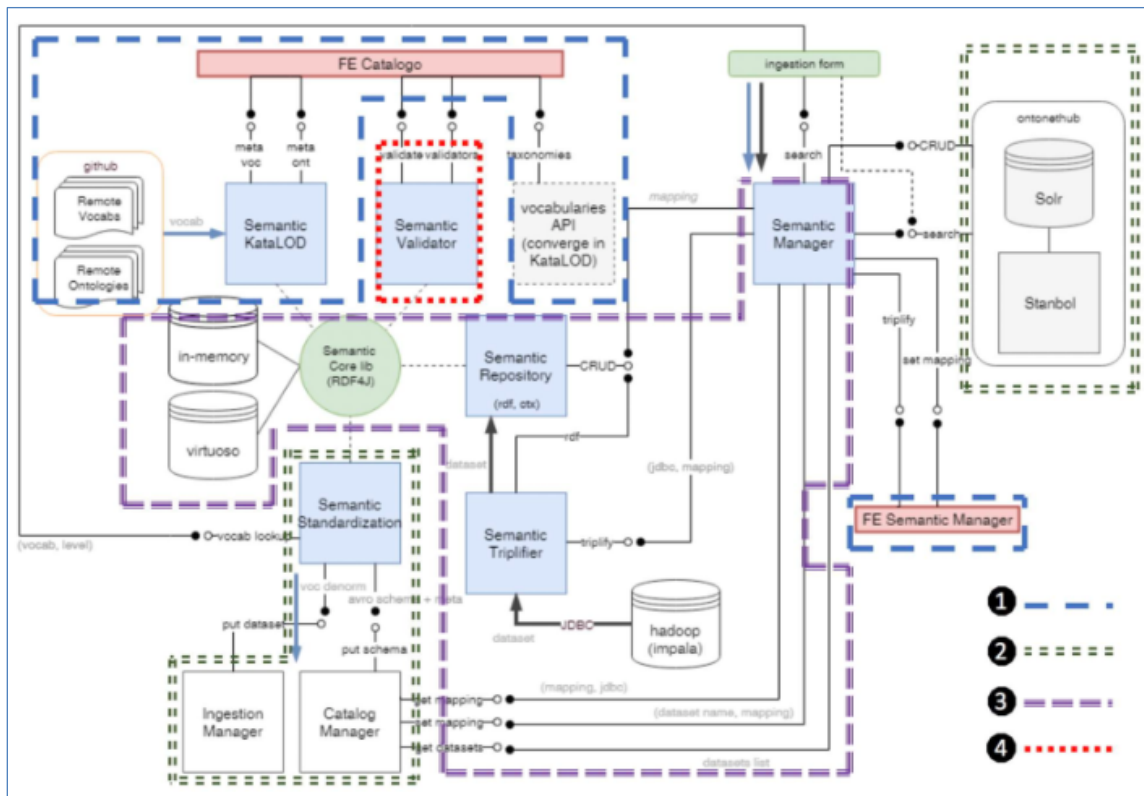 FE Catalogo
ingestion form
ontonethub
meta
voc
meta
ont
validate
validators
taxonomies
search
CRUD
github
Remote
Vocabs
vocab
Semantic
KataLOD
Semantic
Validator
vocabularies
API
(converge in
KataLOD)
mapping
Semantic
Manager
Solr
search
Remote
Ontologies
Stanbol
triplify
set mapping
in-memory
Semantic
Core lib
(RDF4J)
Semantic
Repository
(rdf, ctx)
CRUD
virtuoso
rdf
dataset
(jdbc, mapping)
Semantic
Standardization
Semantic
Triplifier
triplify
FE Semantic Manager
(vocab, level)
vocab lookup
voc denorm
avro schema + meta
put dataset
put schema
dataset
JDBC
hadoop
(impala)
1
2
3
4
Ingestion
Manager
Catalog
Manager
(mapping, jdbc)
get mapping
(dataset name, mapping)
set mapping
get datasets
datasets list